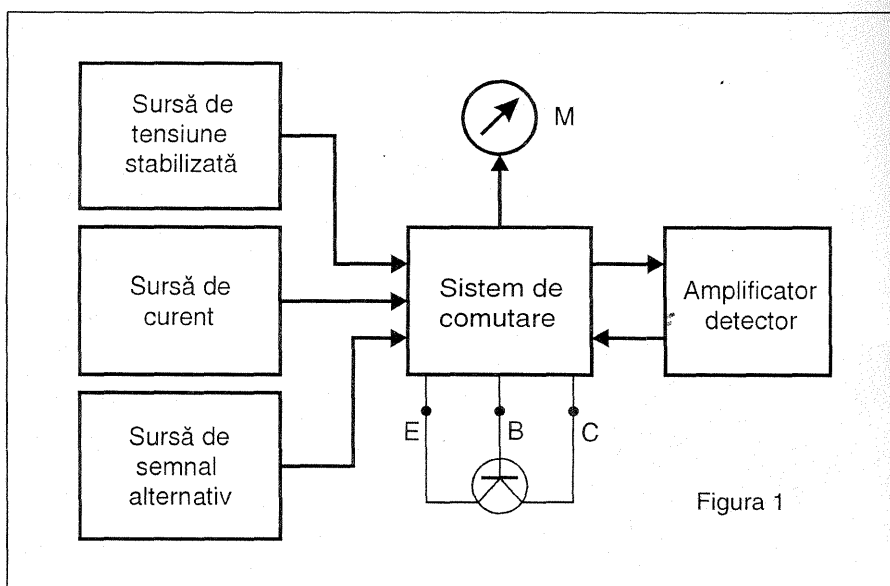 Sursă de
tensiune
stabilizată
M
Sursă de
curent
Sistem de
comutare
Amplificator
detector
Sursă de
semnal
alternativ
E
B
C
Figura 1